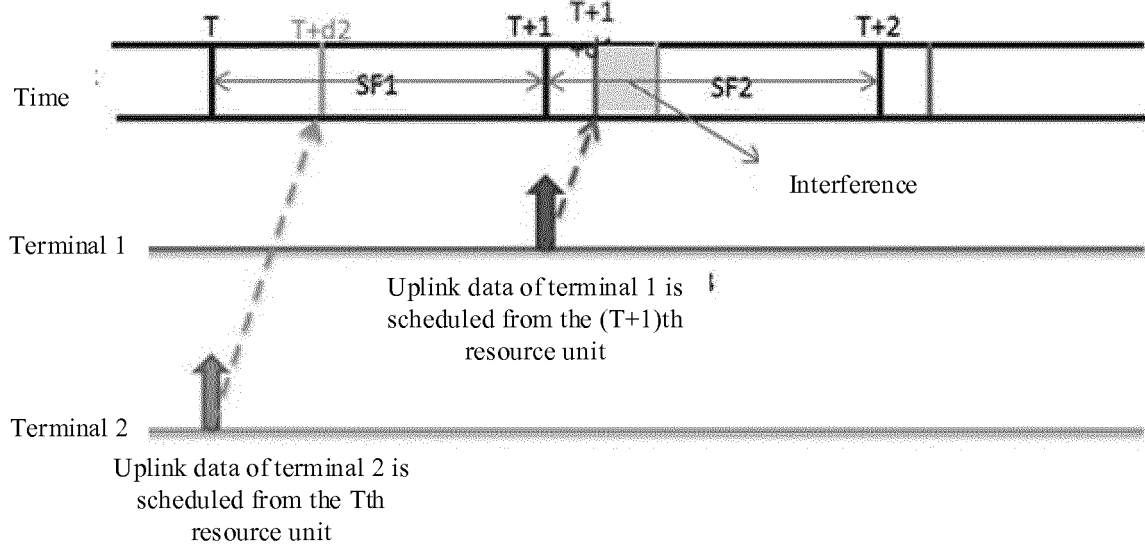 T
T+d2
T+1
T+1
T+2
SF1
SF2
Time
Interference
Terminal 1
Uplink data of terminal 1 is
scheduled from the (T+1)th
resource unit
Terminal 2
Uplink data of terminal 2 is
scheduled from the Tth
resource unit